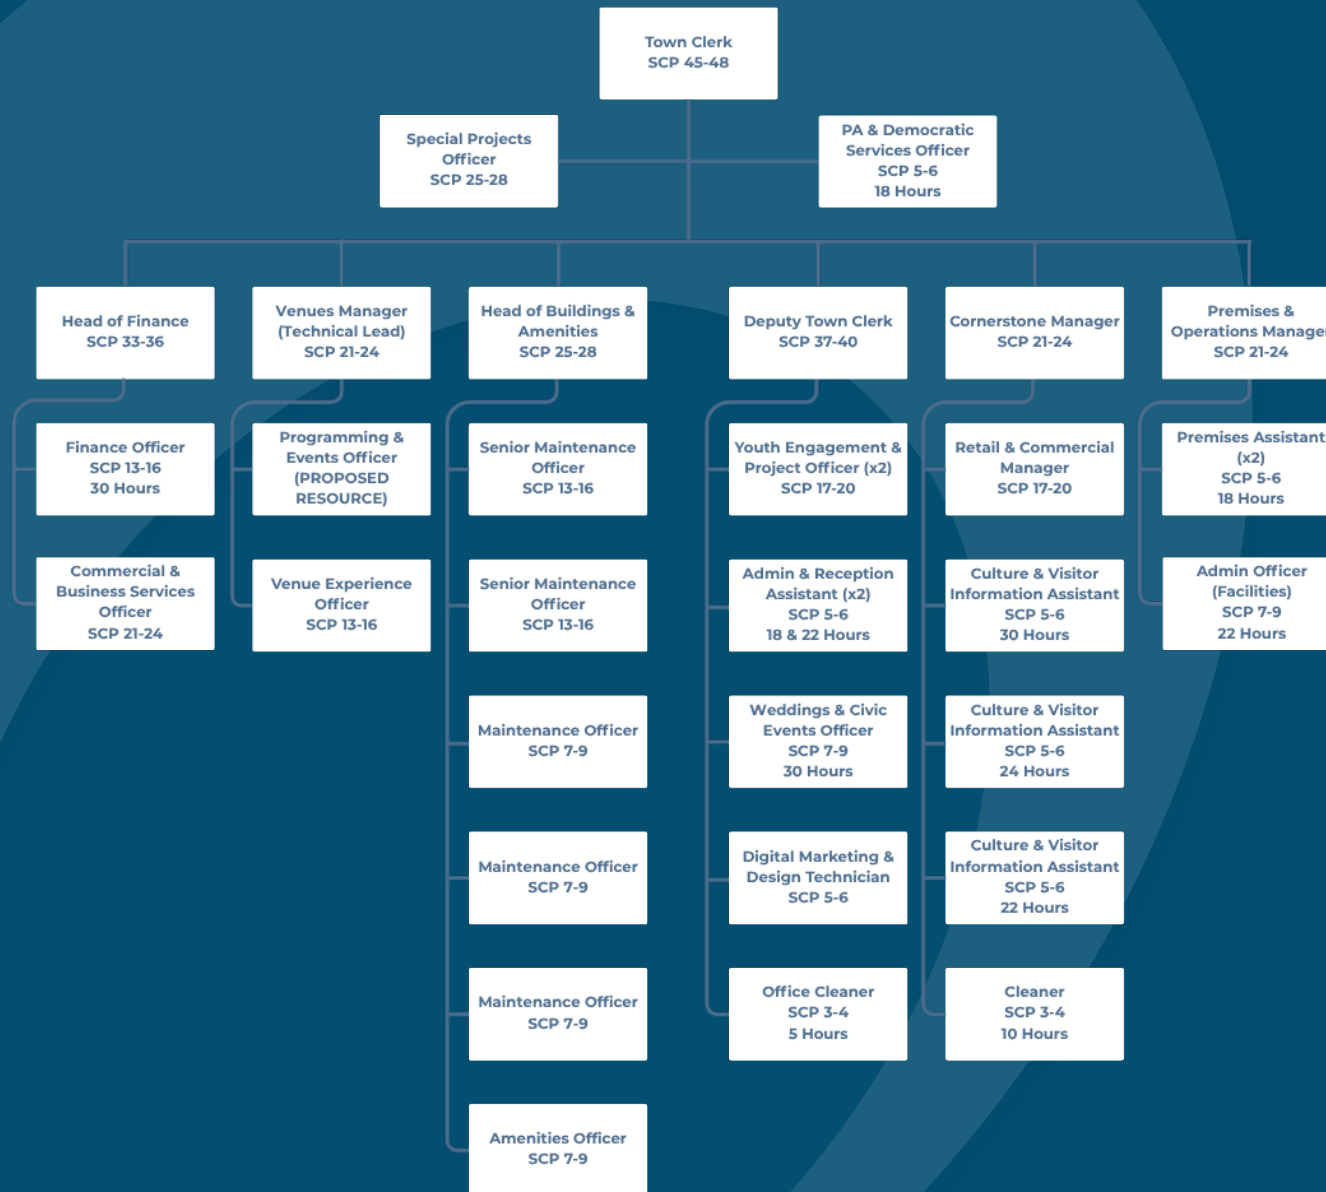 Town Clerk
SCP 45-48
Special Projects
Officer
SCP 25-28
PA & Democratic
Services Officer
SCP 5-6
18 Hours
Head of Finance
SCP 33-36
Venues Manager
(Technical Lead)
SCP 21-24
Head of Buildings &
Amenities
SCP 25-28
Deputy Town Clerk
SCP 37-40
Cornerstone Manager
SCP 21-24
Premises &
Operations Manager
SCP 21-24
Finance Officer
SCP 13-16
30 Hours
Programming &
Events Officer
(PROPOSED
RESOURCE)
Senior Maintenance
Officer
SCP 13-16
Youth Engagement &
Project Officer (x2)
SCP 17-20
Retail & Commercial
Manager
SCP 17-20
Premises Assistant
(x2)
SCP 5-6
18 Hours
Commercial &
Business Services
Officer
SCP 21-24
Venue Experience
Officer
SCP 13-16
Senior Maintenance
Officer
SCP 13-16
Admin & Reception
Assistant (x2)
SCP 5-6
18 & 22 Hours
Culture & Visitor
Information Assistant
SCP 5-6
30 Hours
Admin Officer
(Facilities)
SCP 7-9
22 Hours
Maintenance Officer
SCP 7-9
Weddings & Civic
Events Officer
SCP 7-9
30 Hours
Culture & Visitor
Information Assistant
SCP 5-6
24 Hours
Maintenance Officer
SCP 7-9
Digital Marketing &
Design Technician
SCP 5-6
Culture & Visitor
Information Assistant
SCP 5-6
22 Hours
Maintenance Officer
SCP 7-9
Office Cleaner
SCP 3-4
5 Hours
Cleaner
SCP 3-4
10 Hours
Amenities Officer
SCP 7-9